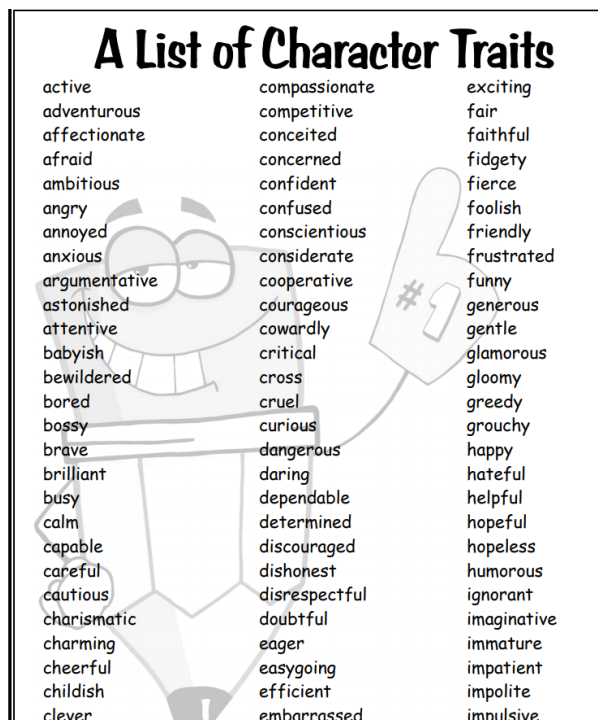 A List of Character Traits
active
adventurous
affectionate
afraid
ambitious
angry
annoyed
anxious
argumentative
astonished
attentive
babyish
bewildered
bored
bossy
brave
brilliant
busy
calm
capable
careful
cautious
charismatic
charming
cheerful
childish
clever
compassionate
competitive
conceited
concerned
confident
confused
conscientious
considerate
cooperative
courageous
cowardly
critical
cross
cruel
curious
dangerous
daring
dependable
determined
discouraged
dishonest
disrespectful
doubtful
eager
easygoing
efficient
embarrassed
exciting
fair
faithful
fidgety
fierce
foolish
friendly
frustrated
funny
generous
gentle
glamorous
gloomy
greedy
grouchy
happy
hateful
helpful
hopeful
hopeless
humorous
ignorant
imaginative
immature
impatient
impolite
impulsive
#1